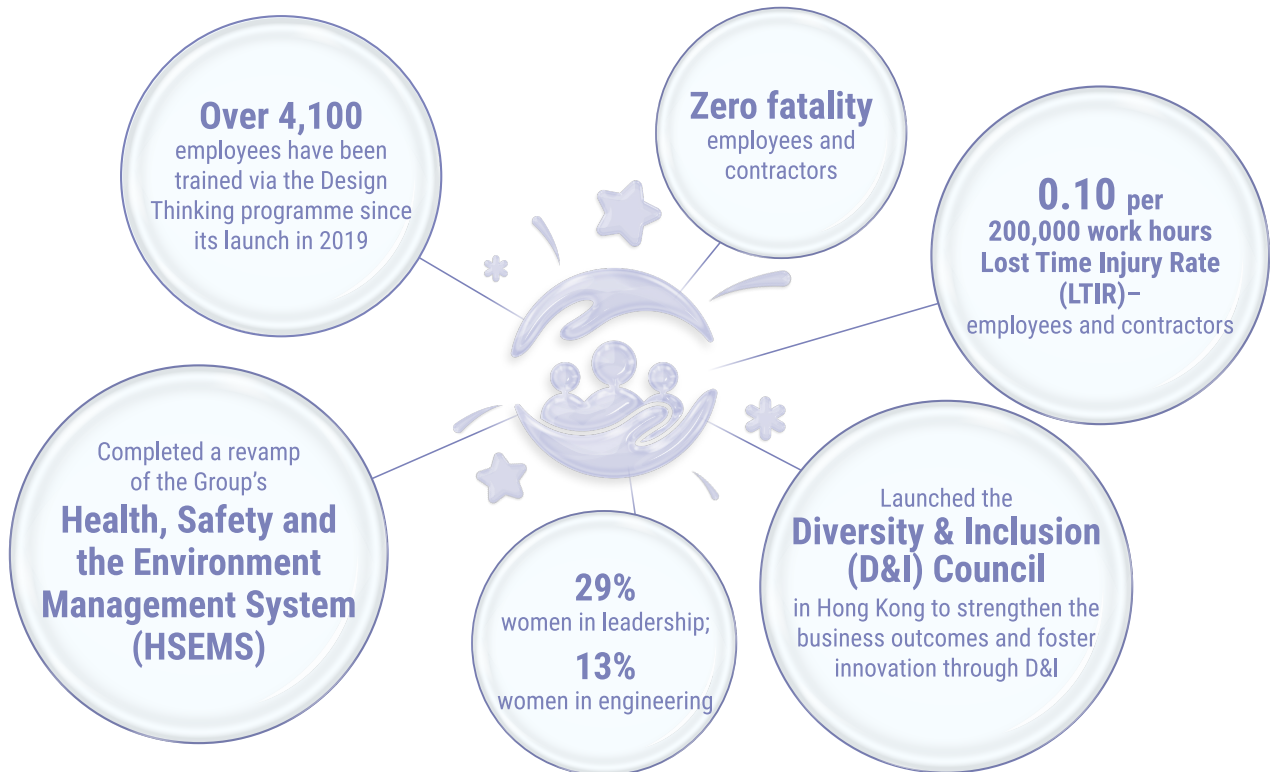 Over 4,100
employees have been
trained via the Design
Thinking programme since
its launch in 2019
Zero fatality
employees and
contractors
0.10 per
200,000 work hours
Lost Time Injury Rate
(LTIR)–
employees and contractors
Completed a revamp
of the Group's
Health, Safety and
the Environment
Management System
(HSEMS)
29%
women in leadership;
13%
women in engineering
Launched the
Diversity & Inclusion
(D&I) Council
in Hong Kong to strengthen the
business outcomes and foster
innovation through D&I